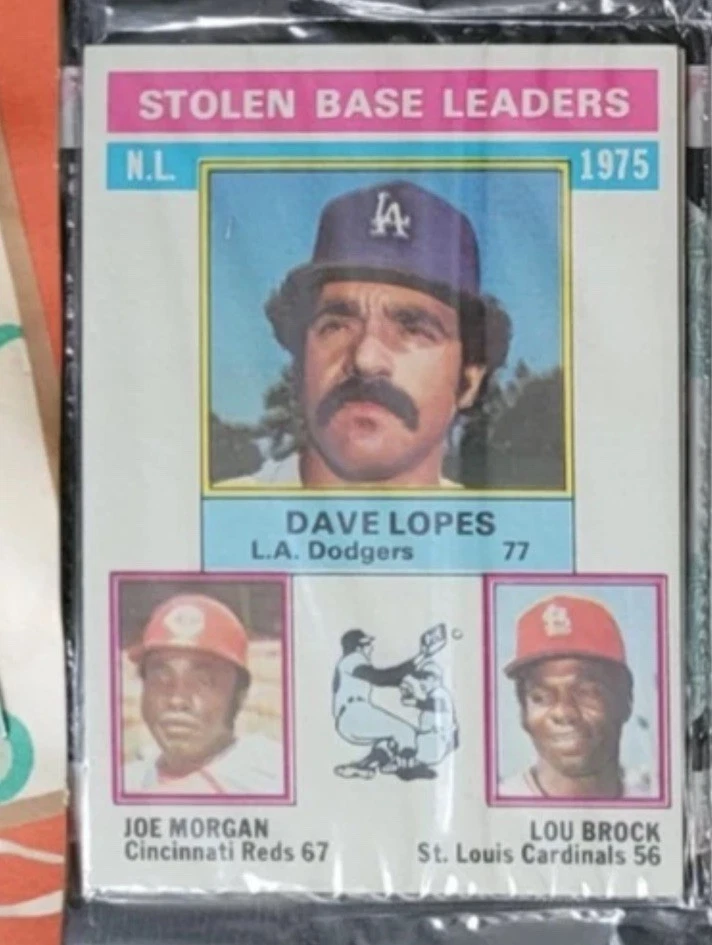 STOLEN BASE LEADERS
N.L. 1975
LA
DAVE LOPES
L.A. Dodgers 77
JOE MORGAN
Cincinnati Reds 67
LOU BROCK
St. Louis Cardinals 56